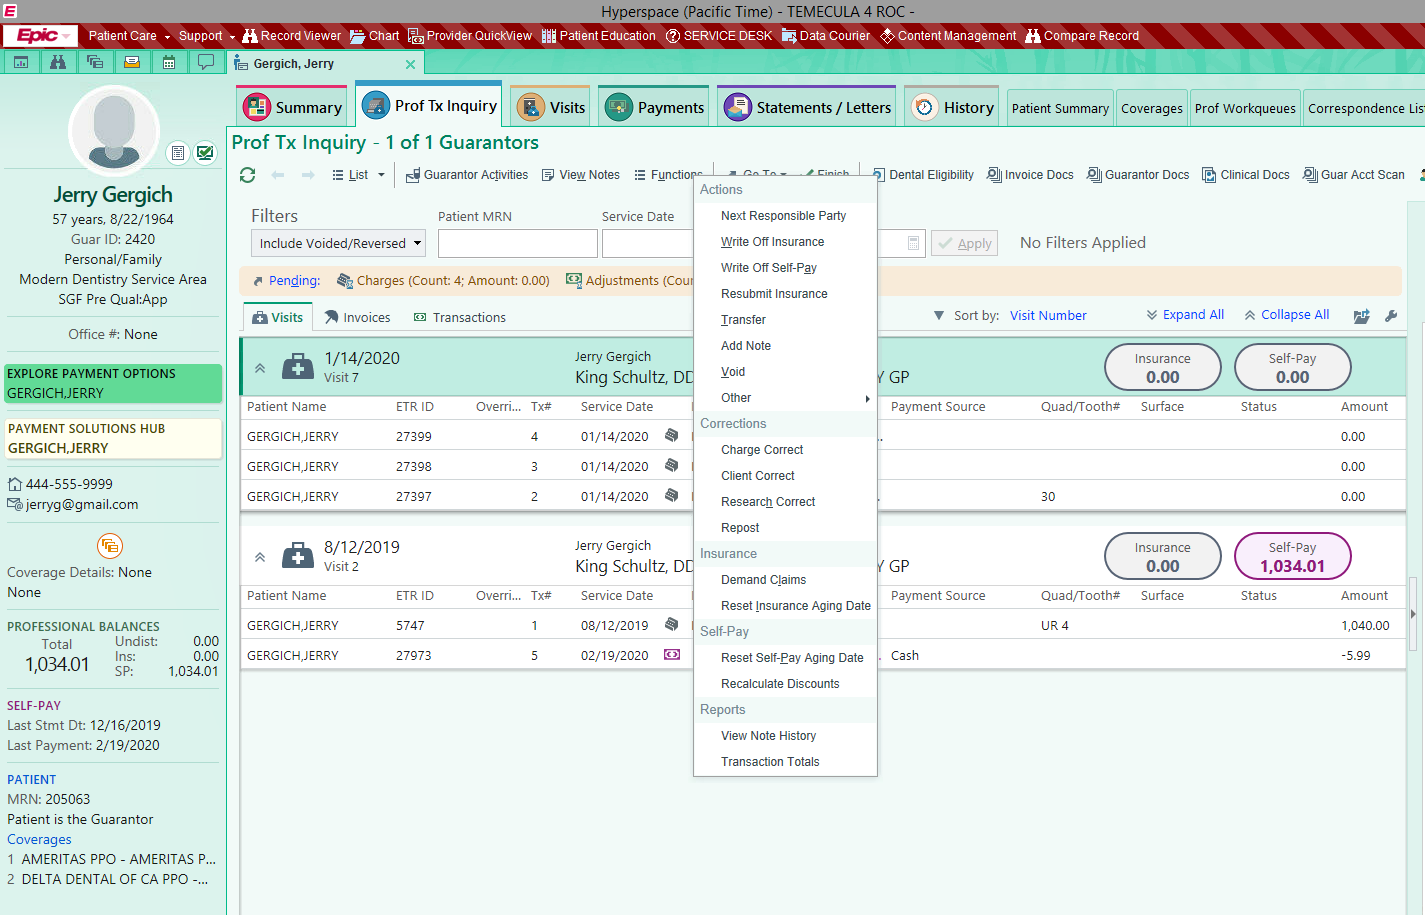 Hyperspace (Pacific Time) - TEMECULA 4 ROC -
Epic Patient Care Support Record Viewer Chart Provider QuickView Patient Education SERVICE DESK Data Courier Content Management Compare Record
Gergich, Jerry
Summary Prof Tx Inquiry Visits Payments Statements / Letters History Patient Summary Coverages Prof Workqueues Correspondence
Prof Tx Inquiry - 1 of 1 Guarantors
List Guarantor Activities View Notes Functions Go To Finish Dental Eligibility Invoice Docs Guarantor Docs Clinical Docs Guar Acct Scan
Jerry Gergich
57 years, 8/22/1964
Guar ID: 2420
Personal/Family
Modern Dentistry Service Area
SGF Pre Qual:App
Office #: None
EXPLORE PAYMENT OPTIONS
GERGICH,JERRY
PAYMENT SOLUTIONS HUB
GERGICH,JERRY
444-555-9999
jerryg@gmail.com
Coverage Details: None
None
PROFESSIONAL BALANCES
Total
1,034.01
Undist: 0.00
Ins: 0.00
SP: 1,034.01
SELF-PAY
Last Stmt Dt: 12/16/2019
Last Payment: 2/19/2020
PATIENT
MRN: 205063
Patient is the Guarantor
Coverages
1 AMERITAS PPO - AMERITAS P...
2 DELTA DENTAL OF CA PPO -...
Filters Patient MRN Service Date
Include Voided/Reversed Apply No Filters Applied
Pending: Charges (Count: 4; Amount: 0.00) Adjustments
Visits Invoices Transactions Sort by: Visit Number Expand All Collapse All
1/14/2020 Jerry Gergich Insurance Self-Pay
Visit 7 King Schultz, GP 0.00 0.00
Patient Name ETR ID Overri... Tx# Service Date Payment Source Quad/Tooth# Surface Status Amount
GERGICH,JERRY 27399 4 01/14/2020 0.00
GERGICH,JERRY 27398 3 01/14/2020 0.00
GERGICH,JERRY 27397 2 01/14/2020 30 0.00
8/12/2019 Jerry Gergich Insurance Self-Pay
Visit 2 King Schultz, GP 0.00 1,034.01
Patient Name ETR ID Overri... Tx# Service Date Payment Source Quad/Tooth# Surface Status Amount
GERGICH,JERRY 5747 1 08/12/2019 UR 4 1,040.00
GERGICH,JERRY 27973 5 02/19/2020 Cash -5.99
Actions
Next Responsible Party
Write Off Insurance
Write Off Self-Pay
Resubmit Insurance
Transfer
Add Note
Void
Other
Corrections
Charge Correct
Client Correct
Research Correct
Repost
Insurance
Demand Claims
Reset Insurance Aging Date
Self-Pay
Reset Self-Pay Aging Date
Recalculate Discounts
Reports
View Note History
Transaction Totals